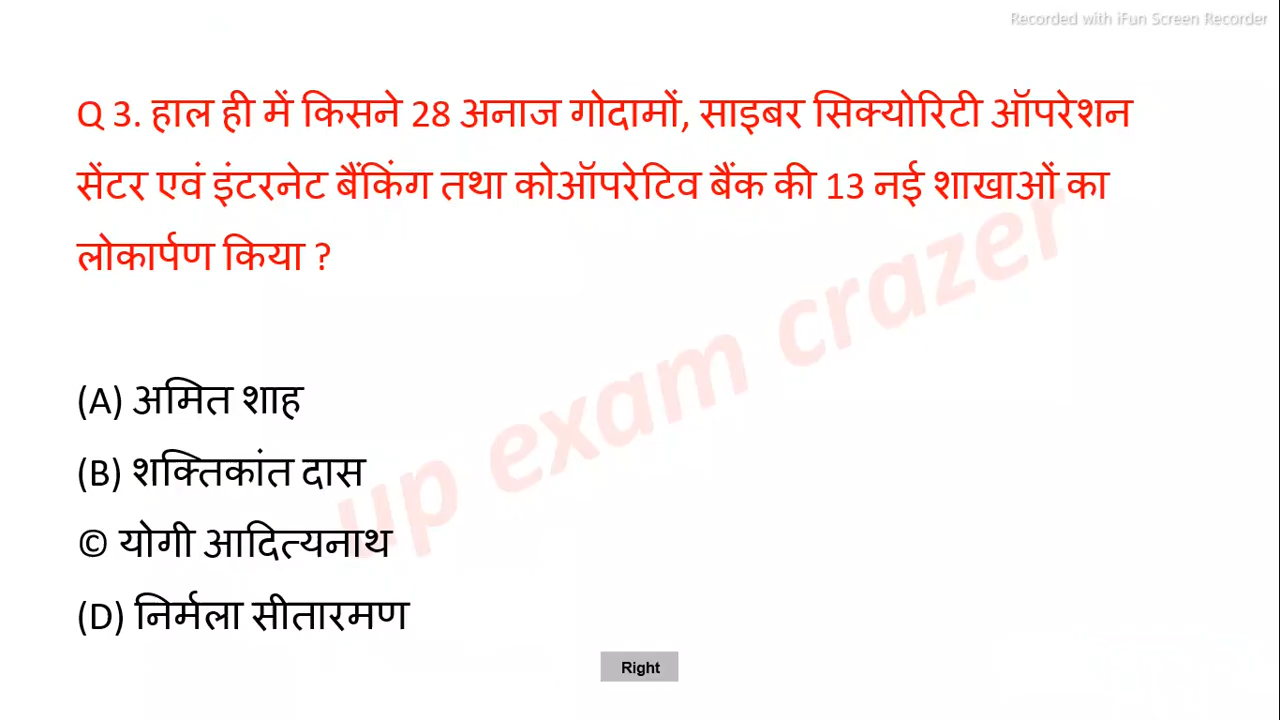 Recorded with iFun Screen Recorder
Q 3. हाल ही में किसने 28 अनाज गोदामों, साइबर सिक्योरिटी ऑपरेशन
सेंटर एवं इंटरनेट बैंकिंग तथा कोऑपरेटिव बैंक की 13 नई शाखाओं का
लोकार्पण किया ?
up exam crazer
(A) अमित शाह
(B) शक्तिकांत दास
© योगी आदित्यनाथ
(D) निर्मला सीतारमण
Right